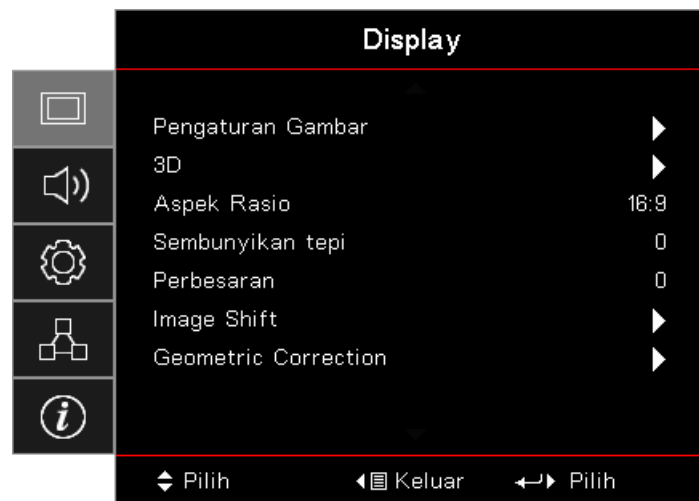 Display
Pengaturan Gambar
3D
Aspek Rasio 16:9
Sembunyikan tepi 0
Perbesaran 0
Image Shift
Geometric Correction
Pilih Keluar Pilih